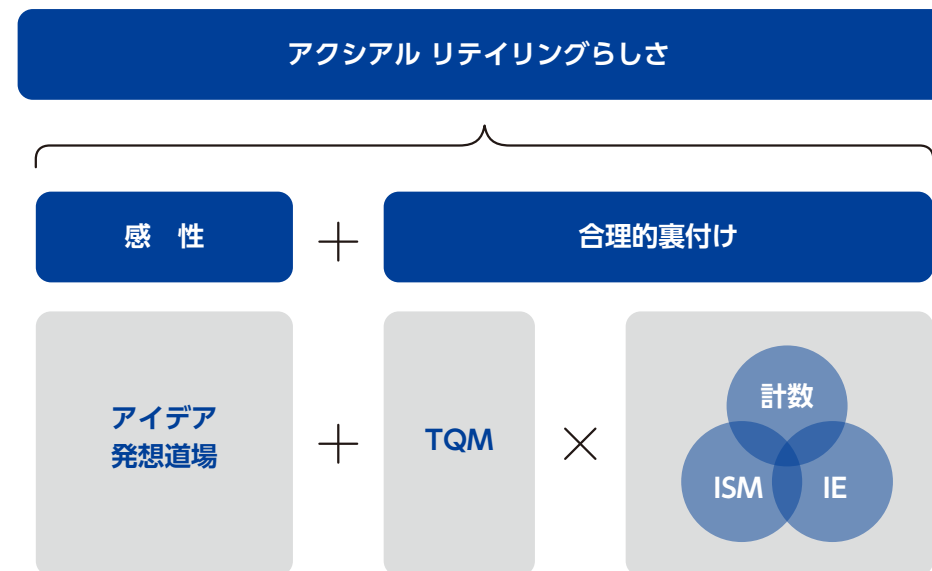 アクシアル リテイリングらしさ
感 性
+
合理的裏付け
アイデア
発想道場
+
TQM
×
計数
ISM
IE